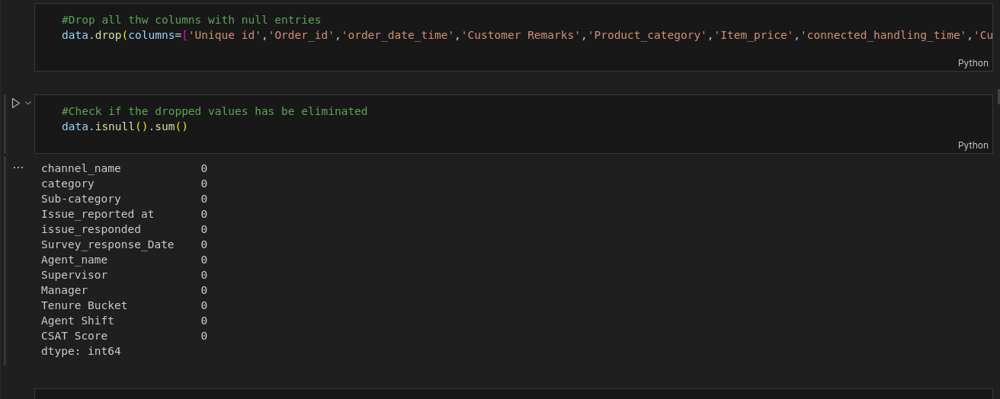 #Drop all thw columns with null entries
data.drop(columns=['Unique id','Order_id','order_date_time','Customer Remarks','Product_category','Item_price','connected_handling_time','Cu
Python
#Check if the dropped values has be eliminated
data.isnull().sum()
Python
channel_name 0
category 0
Sub-category 0
Issue_reported at 0
issue_responded 0
Survey_response_Date 0
Agent_name 0
Supervisor 0
Manager 0
Tenure Bucket 0
Agent Shift 0
CSAT Score 0
dtype: int64